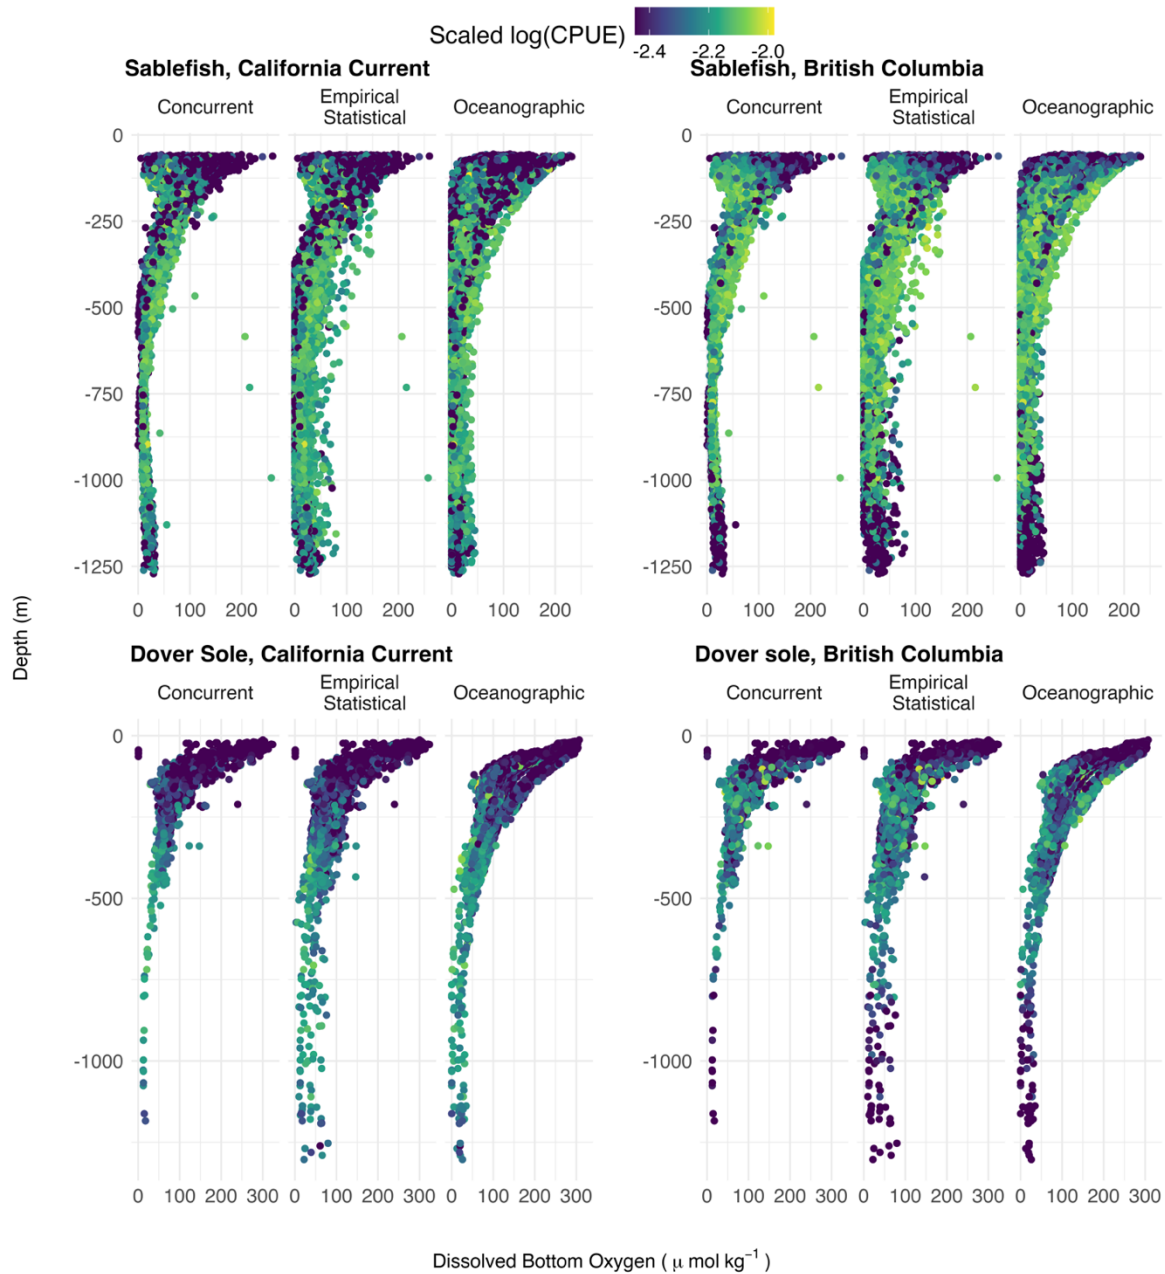 Scaled log(CPUE)
-2.4 -2.2 -2.0
Sablefish, California Current
Concurrent
Empirical
Statistical
Oceanographic
0
-250
-500
-750
-1000
-1250
0 100 200
0 100 200
0 100 200
Sablefish, British Columbia
Concurrent
Empirical
Statistical
Oceanographic
0
-250
-500
-750
-1000
-1250
0 100 200
0 100 200
0 100 200
Depth (m)
Dover Sole, California Current
Concurrent
Empirical
Statistical
Oceanographic
0
-500
-1000
0 100 200 300
0 100 200 300
0 100 200 300
Dover sole, British Columbia
Concurrent
Empirical
Statistical
Oceanographic
0
-500
-1000
0 100 200 300
0 100 200 300
0 100 200 300
Dissolved Bottom Oxygen ( μ mol kg⁻¹ )